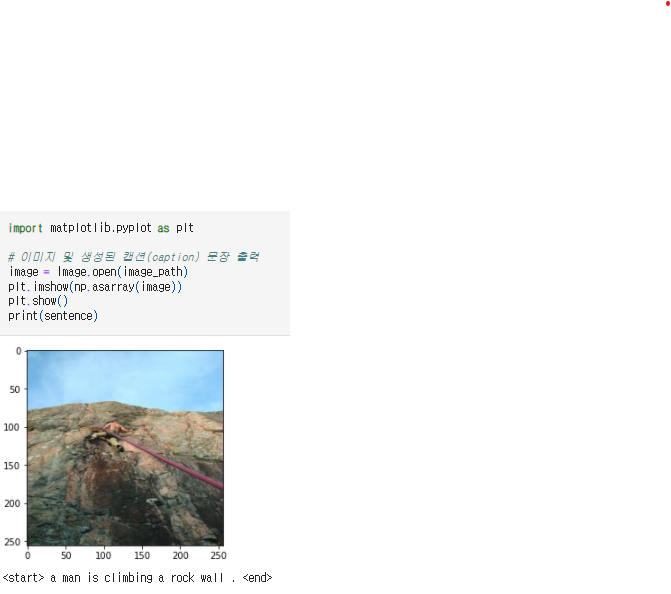 import matplotlib.pyplot as plt
# 이미지 및 생성된 캡션(caption) 문장 출력
image = Image.open(image_path)
plt.imshow(np.asarray(image))
plt.show()
print(sentence)
0
50
100
150
200
250
0 50 100 150 200 250
<start> a man is climbing a rock wall . <end>